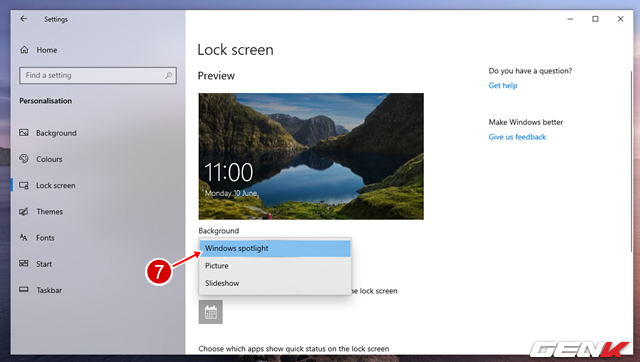 Settings
Home
Find a setting
Personalisation
Background
Colours
Lock screen
Themes
Fonts
Start
Taskbar
Lock screen
Preview
11:00
Monday 10 June
Background
Windows spotlight
Picture
Slideshow
7
he lock screen
Choose which apps show quick status on the lock screen
Do you have a question?
Get help
Make Windows better
Give us feedback
GENK